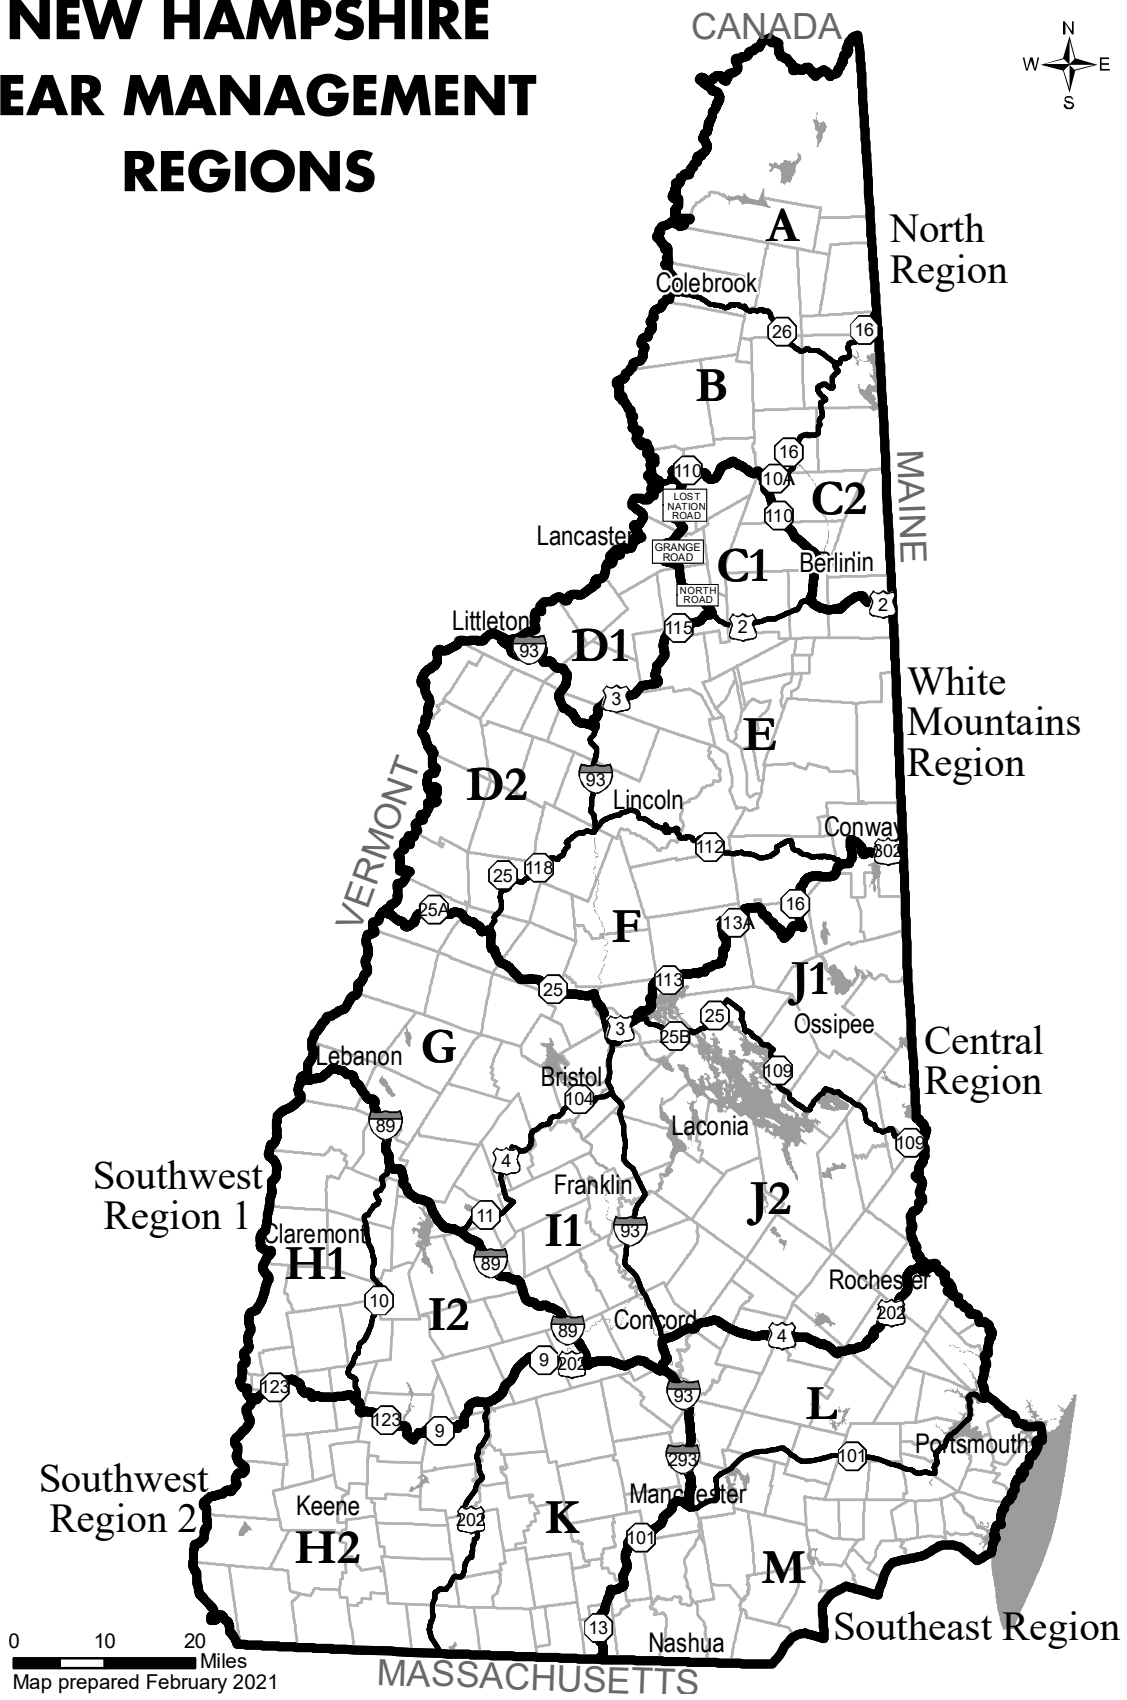 NEW HAMPSHIRE
EAR MANAGEMENT
REGIONS
CANADA
N
W E
S
A
North
Region
Colebrook
26
16
B
MAINE
16
110
10A
C2
LOST
NATION
ROAD
110
Lancaster
GRANGE
ROAD
C1
Berlin
NORTH
ROAD
2
Littleton
115
2
93
D1
3
White
Mountains
Region
E
VERMONT
D2
93
Lincoln
Conway
112
302
118
25
25A
16
F
113A
113
J1
25
25
Ossipee
3
25B
Central
Region
G
Lebanon
Bristol
109
104
89
Laconia
109
4
Southwest
Region 1
Franklin
J2
11
I1
93
Claremont
H1
89
Rochester
10
I2
202
Concord
89
4
9
202
123
93
L
123
9
Portsmouth
293
101
Southwest
Region 2
Keene
Manchester
202
K
H2
101
M
13
Southeast Region
Nashua
0 10 20
Miles
MASSACHUSETTS
Map prepared February 2021